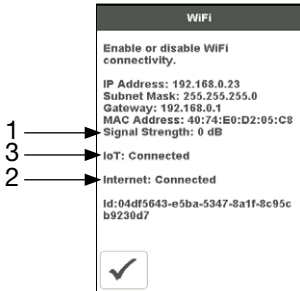 WiFi
Enable or disable WiFi
connectivity.
IP Address: 192.168.0.23
Subnet Mask: 255.255.255.0
Gateway: 192.168.0.1
MAC Address: 40:74:E0:D2:05:C8
1 Signal Strength: 0 dB
3 IoT: Connected
2 Internet: Connected
Id:04df5643-e5ba-5347-8a1f-8c95c
b9230d7